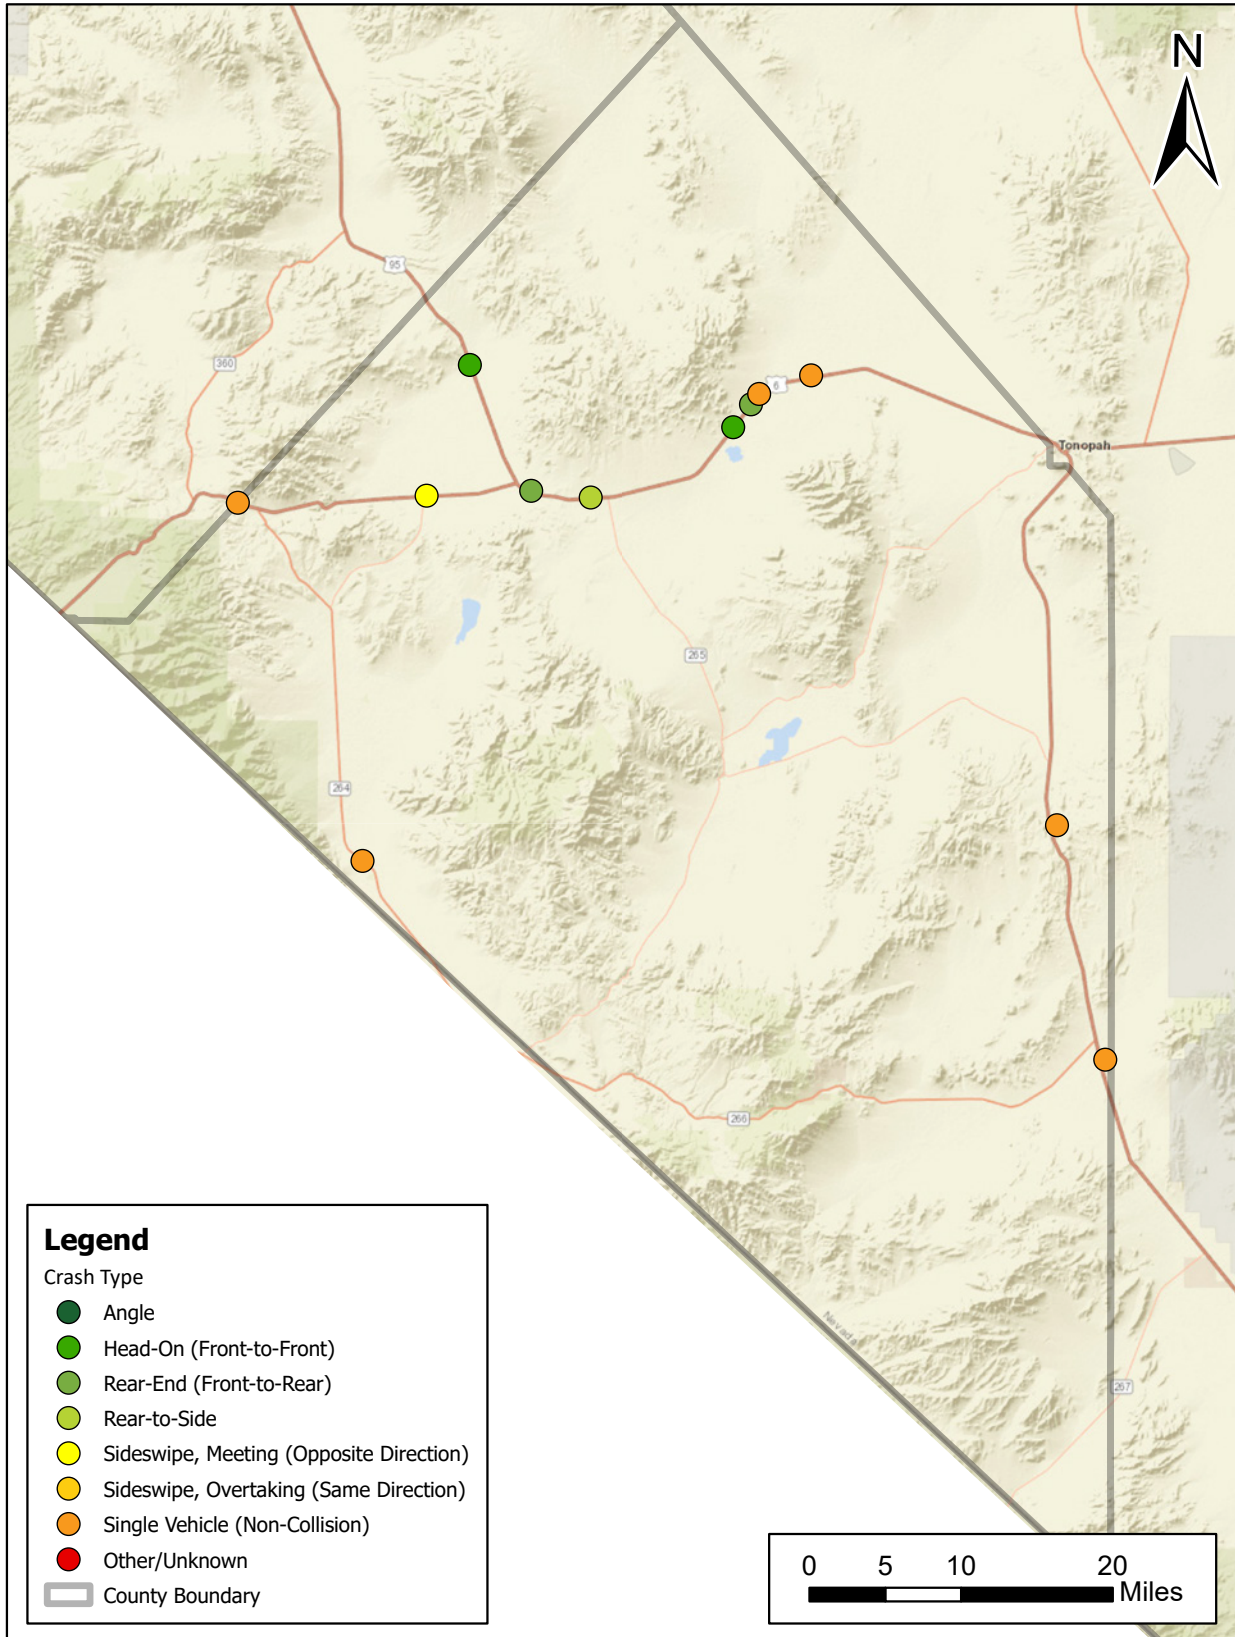 N
95
360
6
Tonopah
265
264
266
Nevada
267
Legend
Crash Type
Angle
Head-On (Front-to-Front)
Rear-End (Front-to-Rear)
Rear-to-Side
Sideswipe, Meeting (Opposite Direction)
Sideswipe, Overtaking (Same Direction)
Single Vehicle (Non-Collision)
Other/Unknown
County Boundary
0 5 10 20
Miles